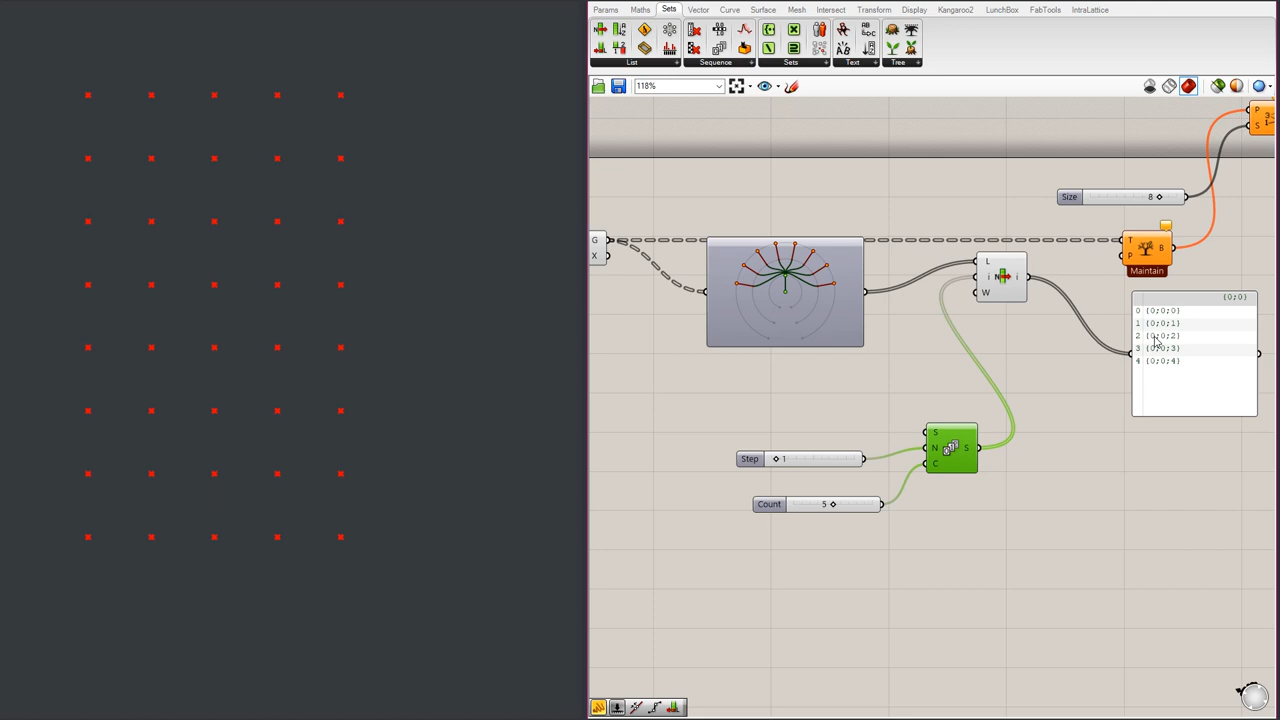 Params Maths Sets Vector Curve Surface Mesh Intersect Transform Display Kangaroo2 LunchBox FabTools IntraLattice
List Sequence Sets Text Tree
118%
P
S
Size 8
G
X
T
P
B
Maintain
L
i
W
i
{0;0}
0 {0;0;0}
1 {0;0;1}
2 {0;0;2}
3 {0;0;3}
4 {0;0;4}
S
N
C
S
Step 1
Count 5